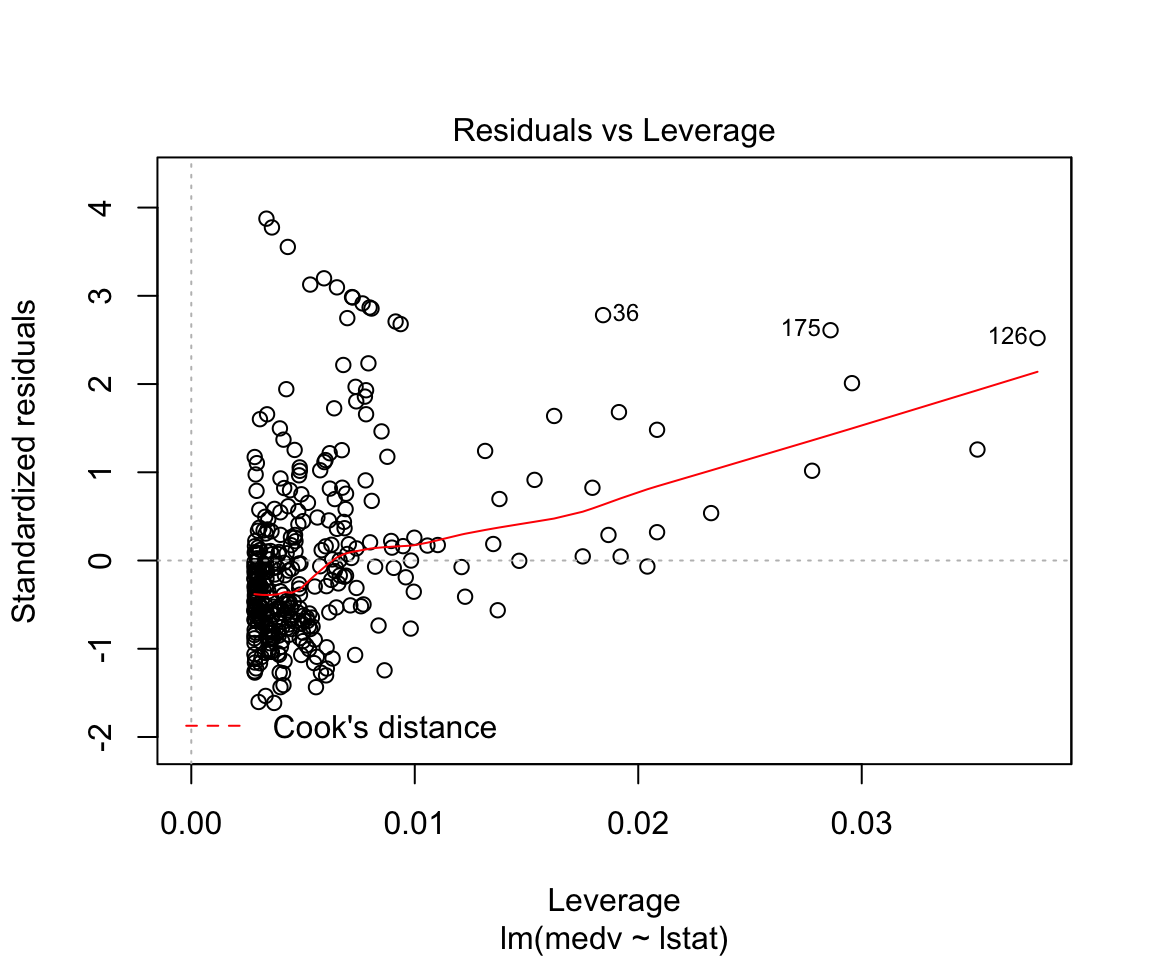 Residuals vs Leverage
Standardized residuals
4
3
2
1
0
-1
-2
36
175
126
Cook's distance
0.00 0.01 0.02 0.03
Leverage
lm(medv ~ lstat)